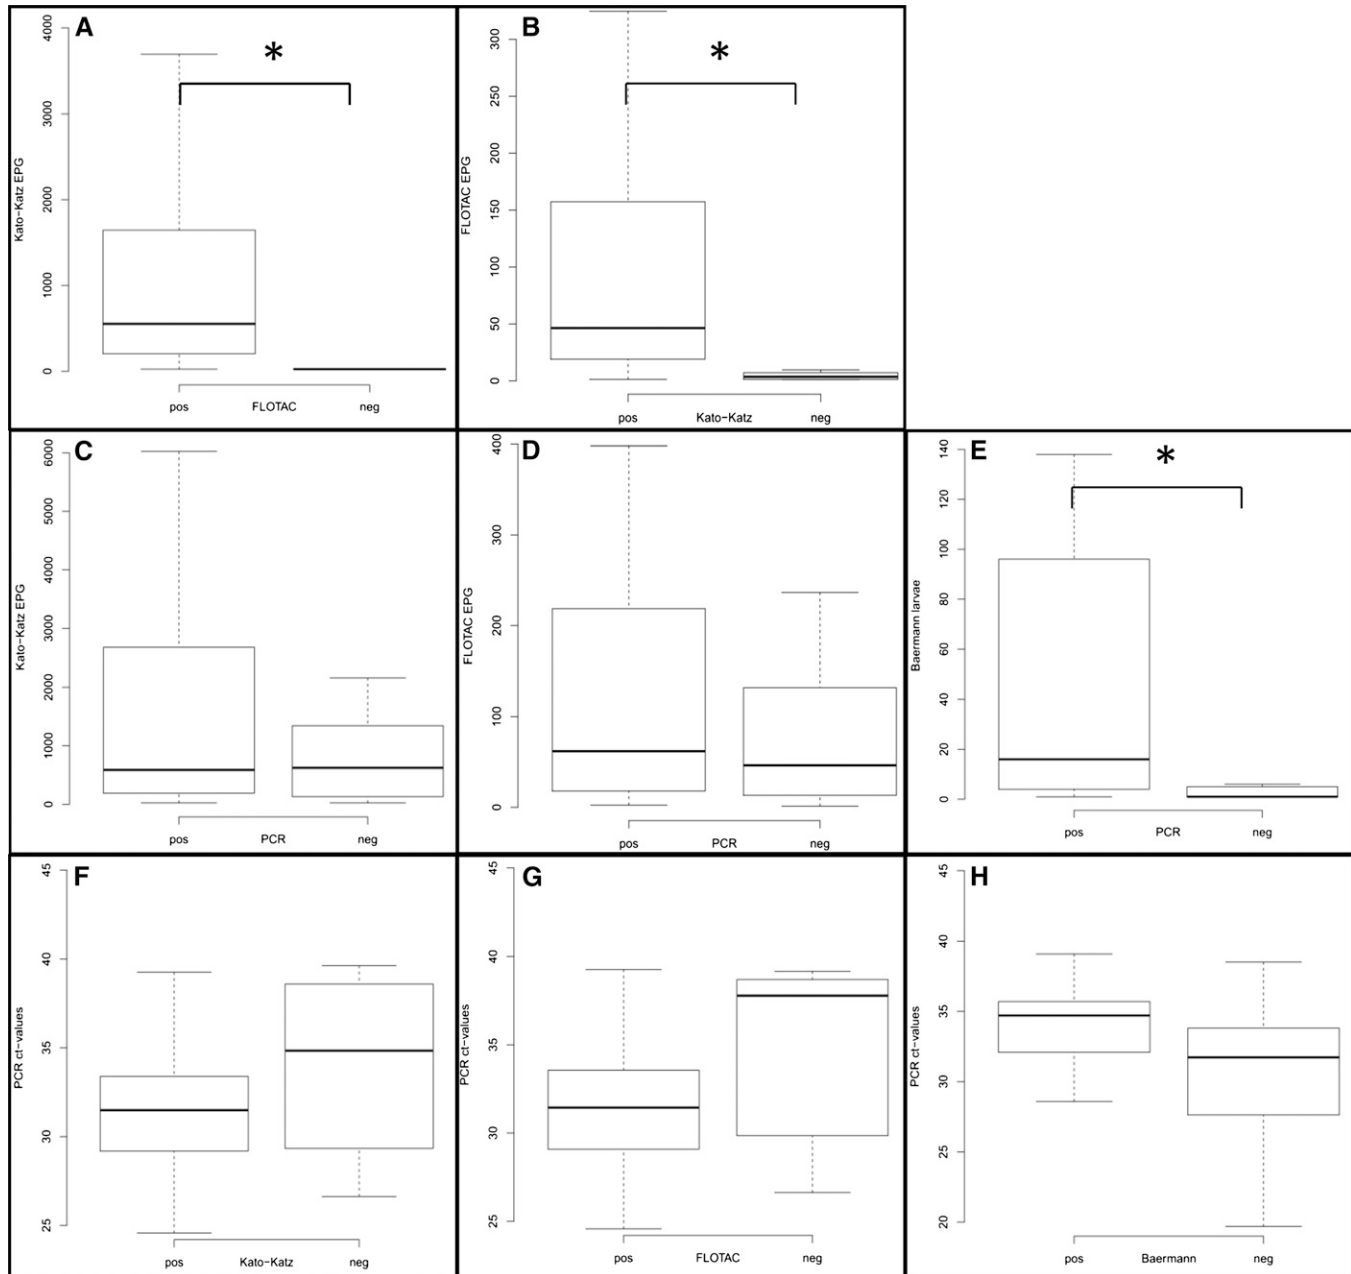 A
*
4000
3000
2000
1000
0
Kato-Katz EPG
pos FLOTAC neg
B
*
300
250
200
150
100
50
0
FLOTAC EPG
pos Kato-Katz neg
C
6000
5000
4000
3000
2000
1000
0
Kato-Katz EPG
pos PCR neg
D
400
300
200
100
0
FLOTAC EPG
pos PCR neg
E
*
140
120
100
80
60
40
20
0
Baermann larvae
pos PCR neg
F
45
40
35
30
25
PCR ct-values
pos Kato-Katz neg
G
45
40
35
30
25
PCR ct-values
pos FLOTAC neg
H
45
40
35
30
25
20
PCR ct-values
pos Baermann neg